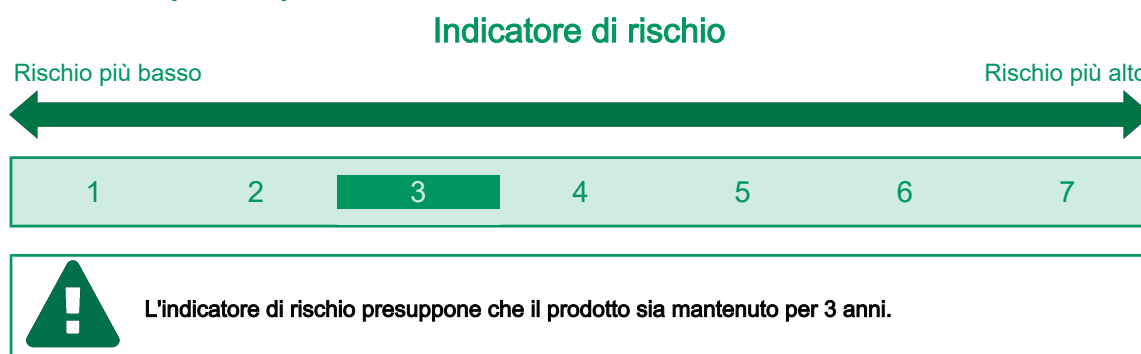 Indicatore di rischio
Rischio più basso Rischio più alto
1 2 3 4 5 6 7
L'indicatore di rischio presuppone che il prodotto sia mantenuto per 3 anni.